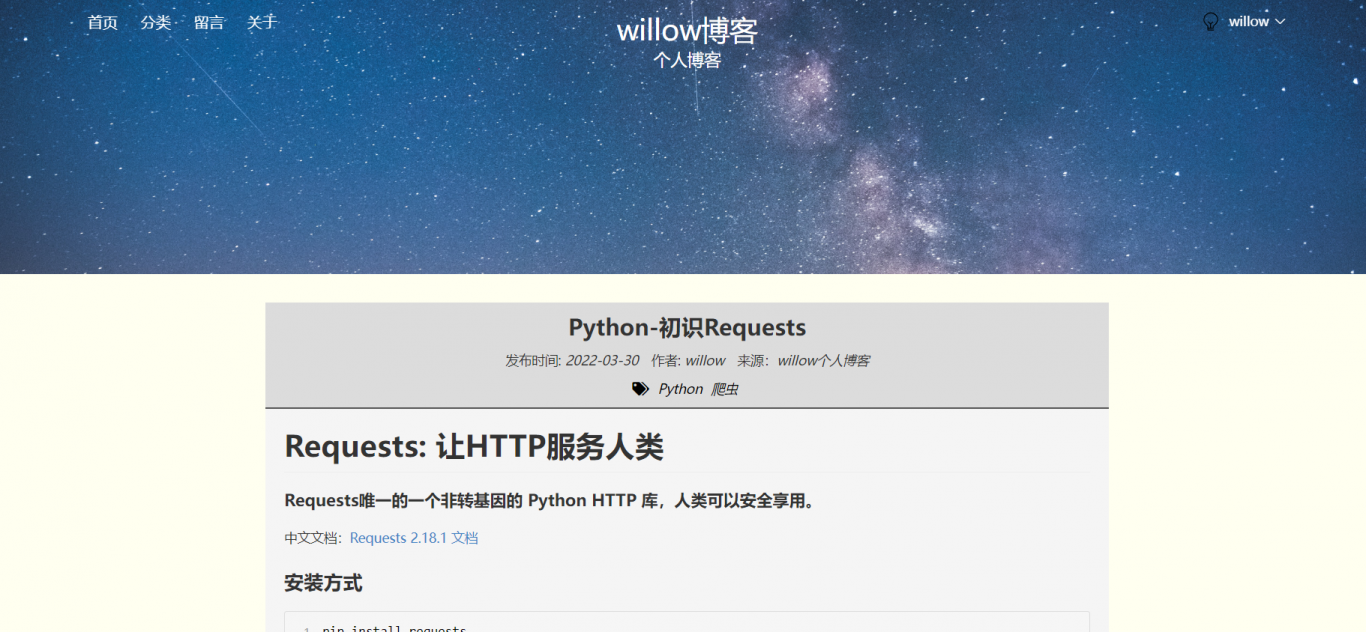 首页 分类 留言 关于
willow博客
willow
个人博客
Python-初识Requests
发布时间: 2022-03-30 作者: willow 来源：willow个人博客
Python 爬虫
Requests: 让HTTP服务人类
Requests唯一的一个非转基因的 Python HTTP 库，人类可以安全享用。
中文文档：Requests 2.18.1 文档
安装方式
1 pip install requests